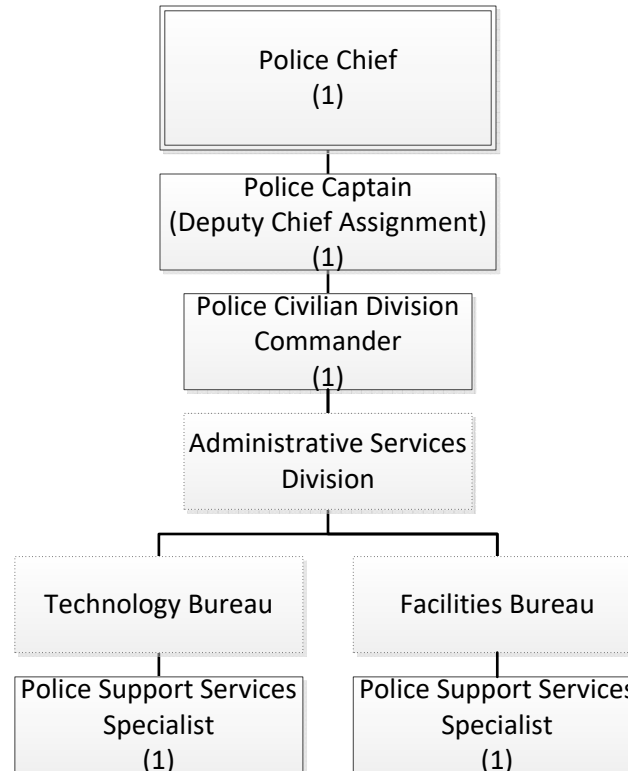 Police Chief
(1)
Police Captain
(Deputy Chief Assignment)
(1)
Police Civilian Division
Commander
(1)
Administrative Services
Division
Technology Bureau
Facilities Bureau
Police Support Services
Specialist
(1)
Police Support Services
Specialist
(1)